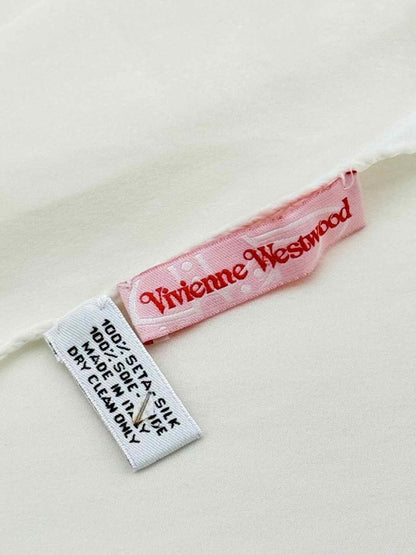 Vivienne Westwood
100% SETA - SILK
100% SOIE -
MADE IN ITALY
DRY CLEAN ONLY